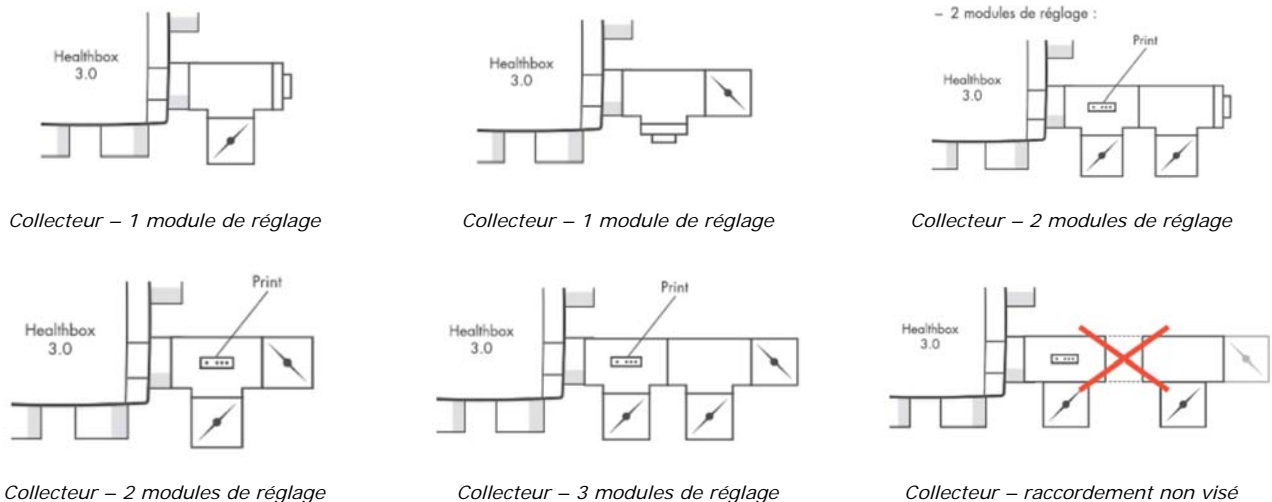 – 2 modules de réglage :
Healthbox
3.0
Healthbox
3.0
Print
Healthbox
3.0
Collecteur – 1 module de réglage
Collecteur – 1 module de réglage
Collecteur – 2 modules de réglage
Print
Healthbox
3.0
Print
Healthbox
3.0
Healthbox
3.0
Collecteur – 2 modules de réglage
Collecteur – 3 modules de réglage
Collecteur – raccordement non visé